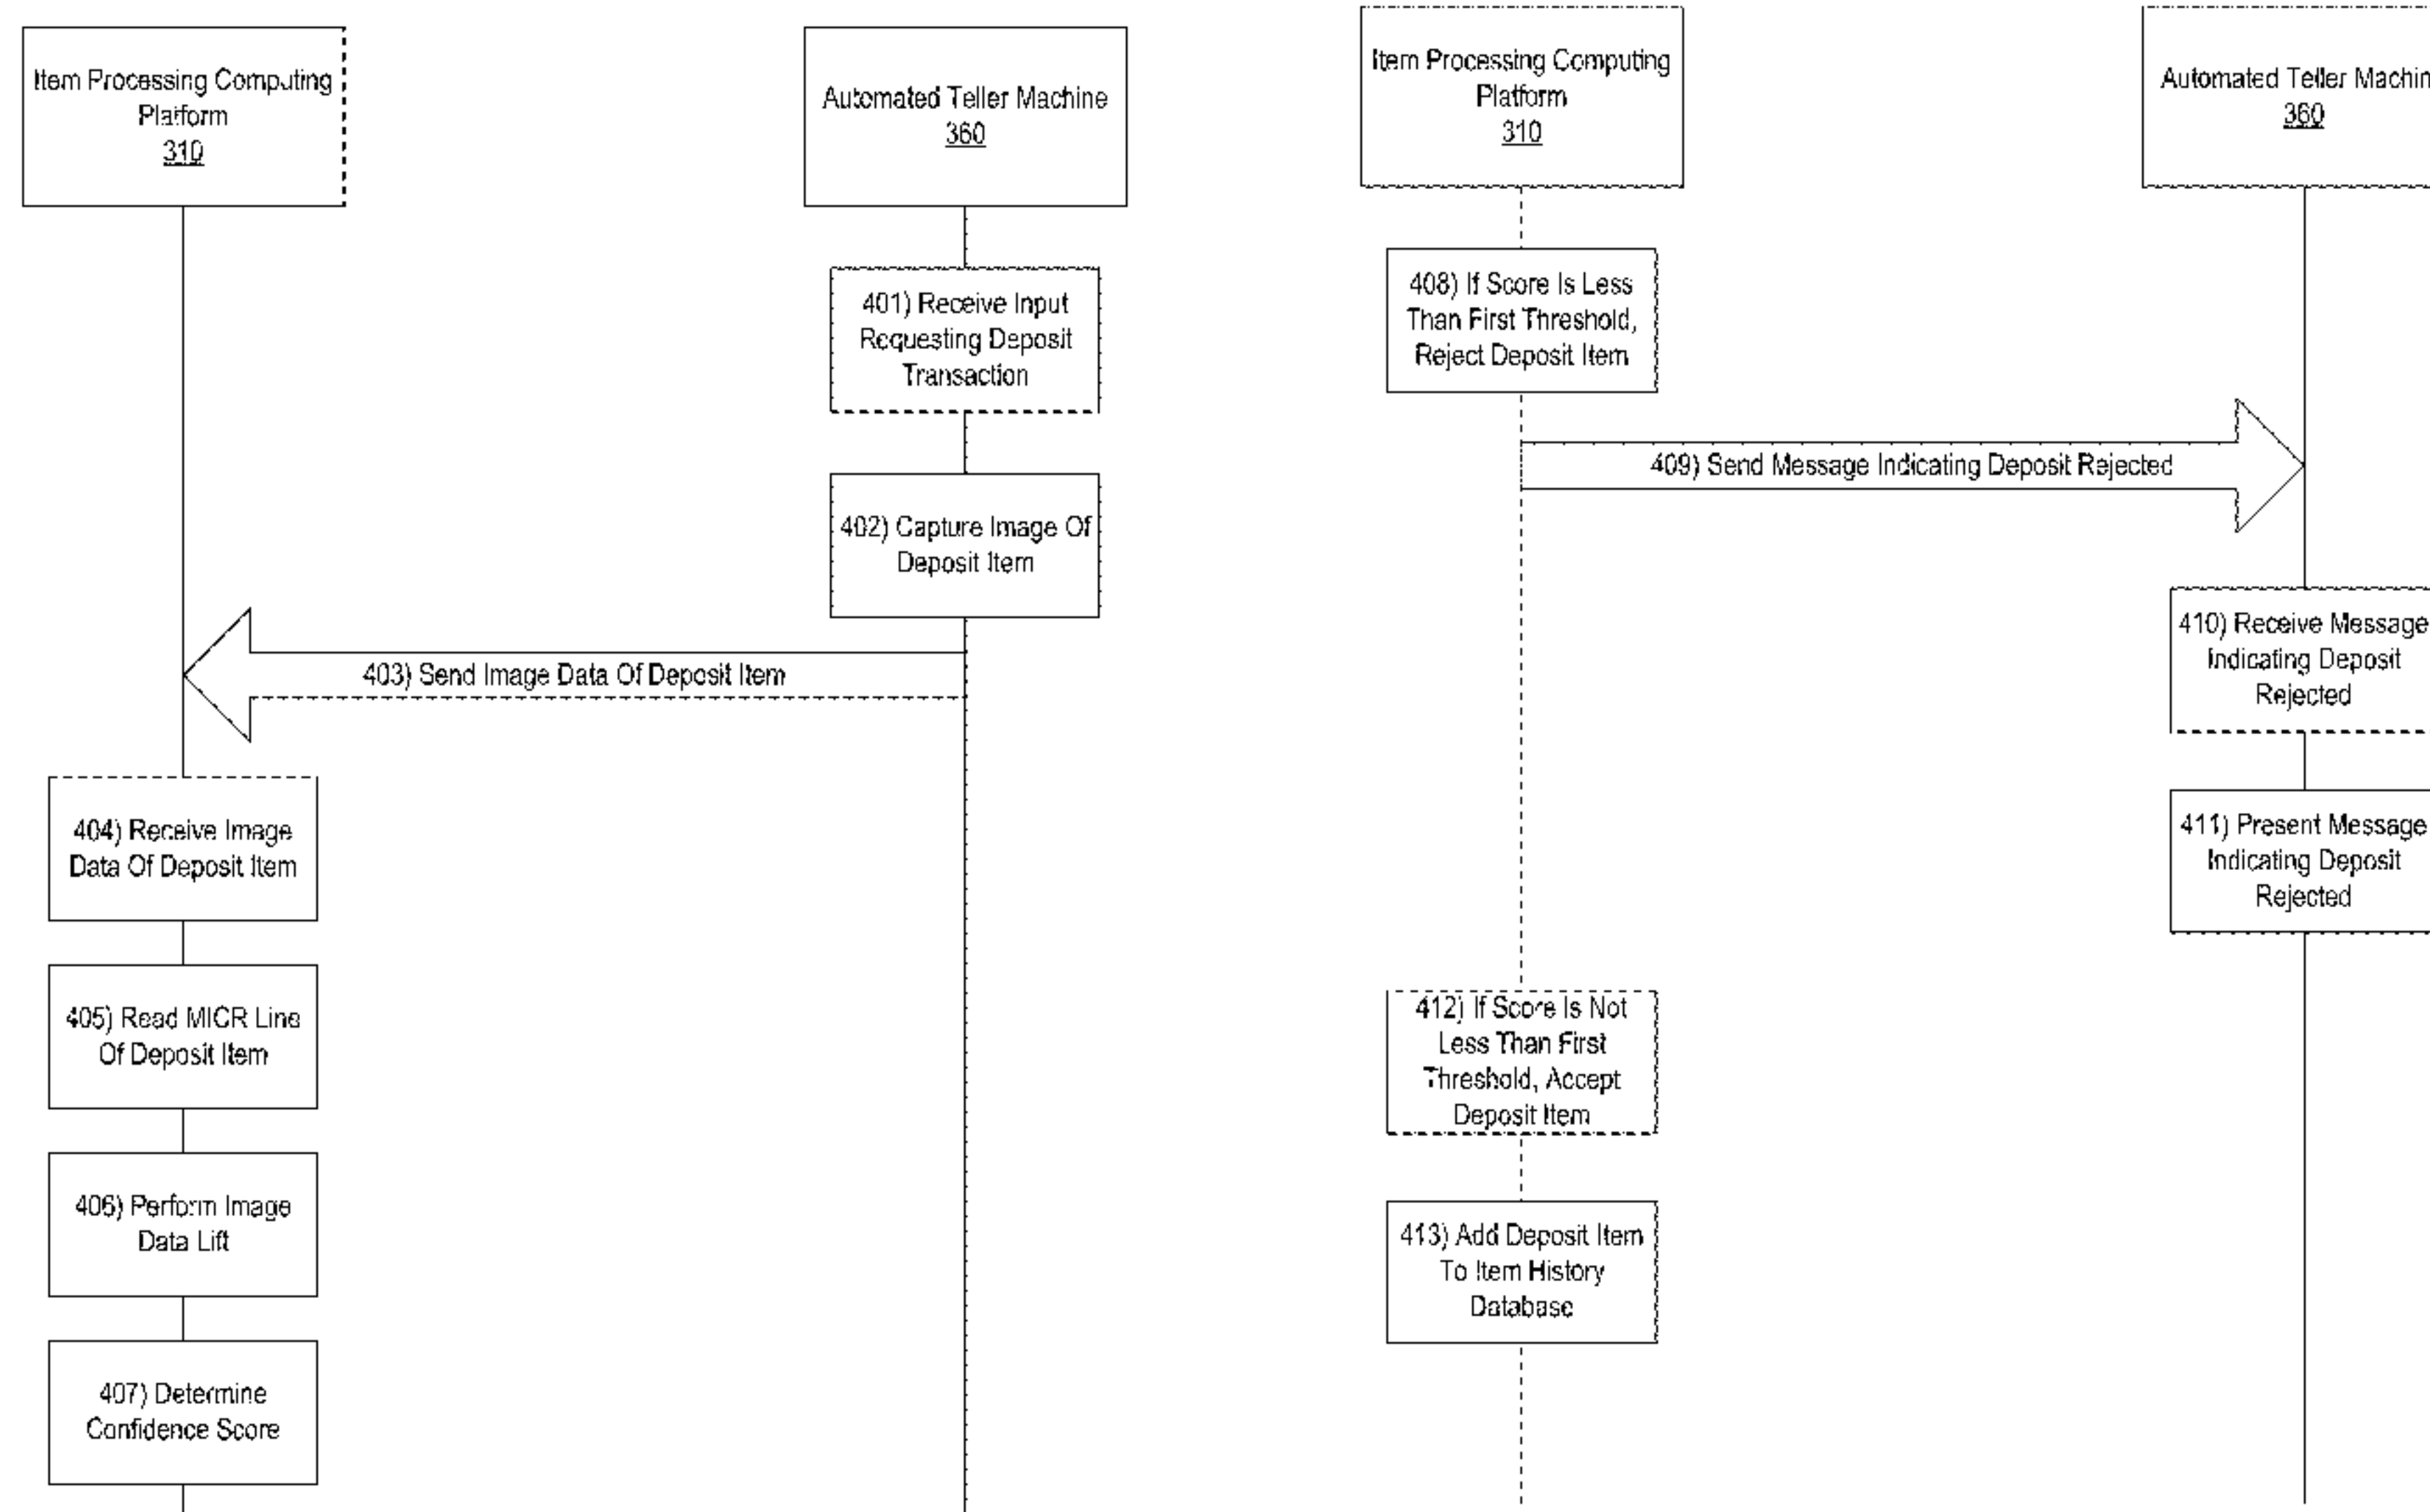 Item Processing Computing
Platform
310
Automated Teller Machine
360
401) Receive Input
Requesting Deposit
Transaction
402) Capture Image Of
Deposit Item
403) Send Image Data Of Deposit Item
404) Receive Image
Data Of Deposit Item
405) Read MICR Line
Of Deposit Item
406) Perform Image
Data Lift
407) Determine
Confidence Score
Item Processing Computing
Platform
310
Automated Teller Machin
360
408) If Score Is Less
Than First Threshold,
Reject Deposit Item
409) Send Message Indicating Deposit Rejected
410) Receive Message
Indicating Deposit
Rejected
411) Present Message
Indicating Deposit
Rejected
412) If Score Is Not
Less Than First
Threshold, Accept
Deposit Item
413) Add Deposit Item
To Item History
Database